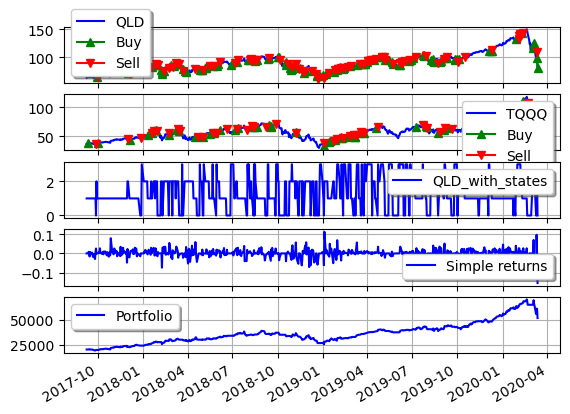 150
100
QLD
Buy
Sell
100
50
TQQQ
Buy
Sell
2
0
QLD_with_states
0.1
0.0
−0.1
Simple returns
50000
25000
Portfolio
2017-10 2018-01 2018-04 2018-07 2018-10 2019-01 2019-04 2019-07 2019-10 2020-01 2020-04